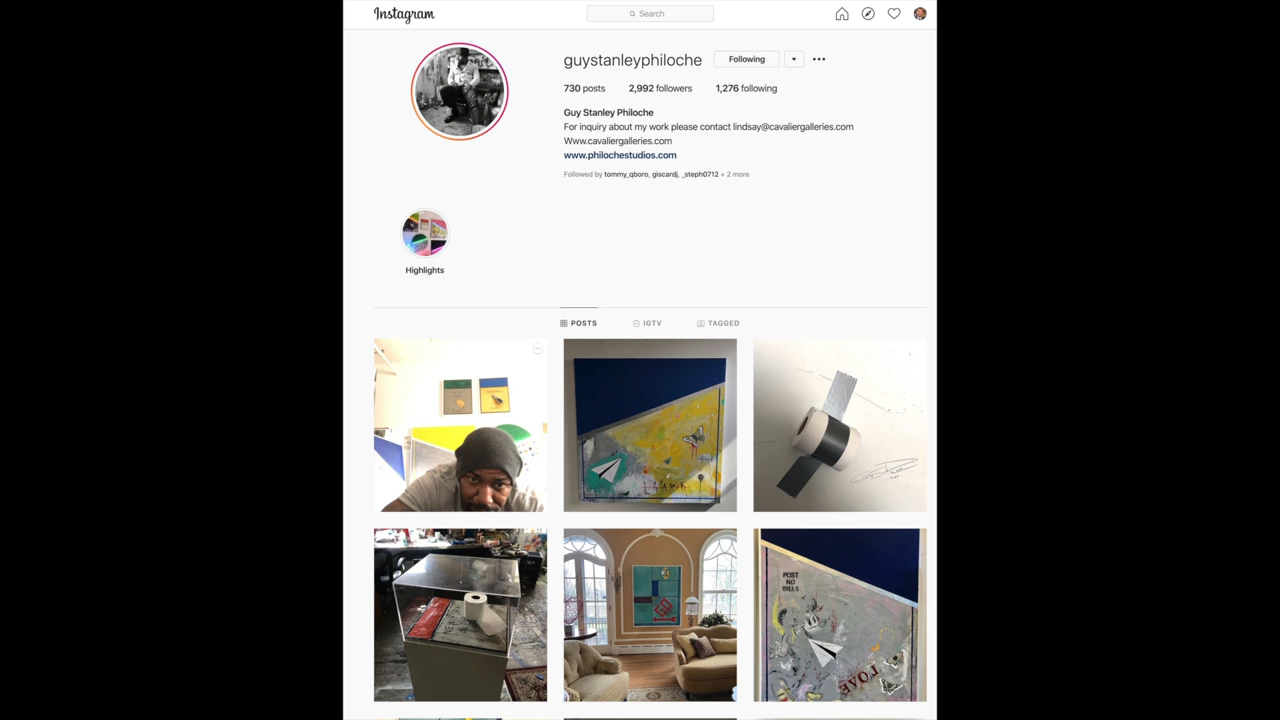 Instagram
Search
guystanleyphiloche
Following
730 posts 2,992 followers 1,276 following
Guy Stanley Philoche
For inquiry about my work please contact lindsay@cavaliergalleries.com
Www.cavaliergalleries.com
www.philochestudios.com
Followed by tommy_qboro, giscardj, _steph0712 + 2 more
Highlights
POSTS
IGTV
TAGGED
POST
NO
BILLS
LOVE